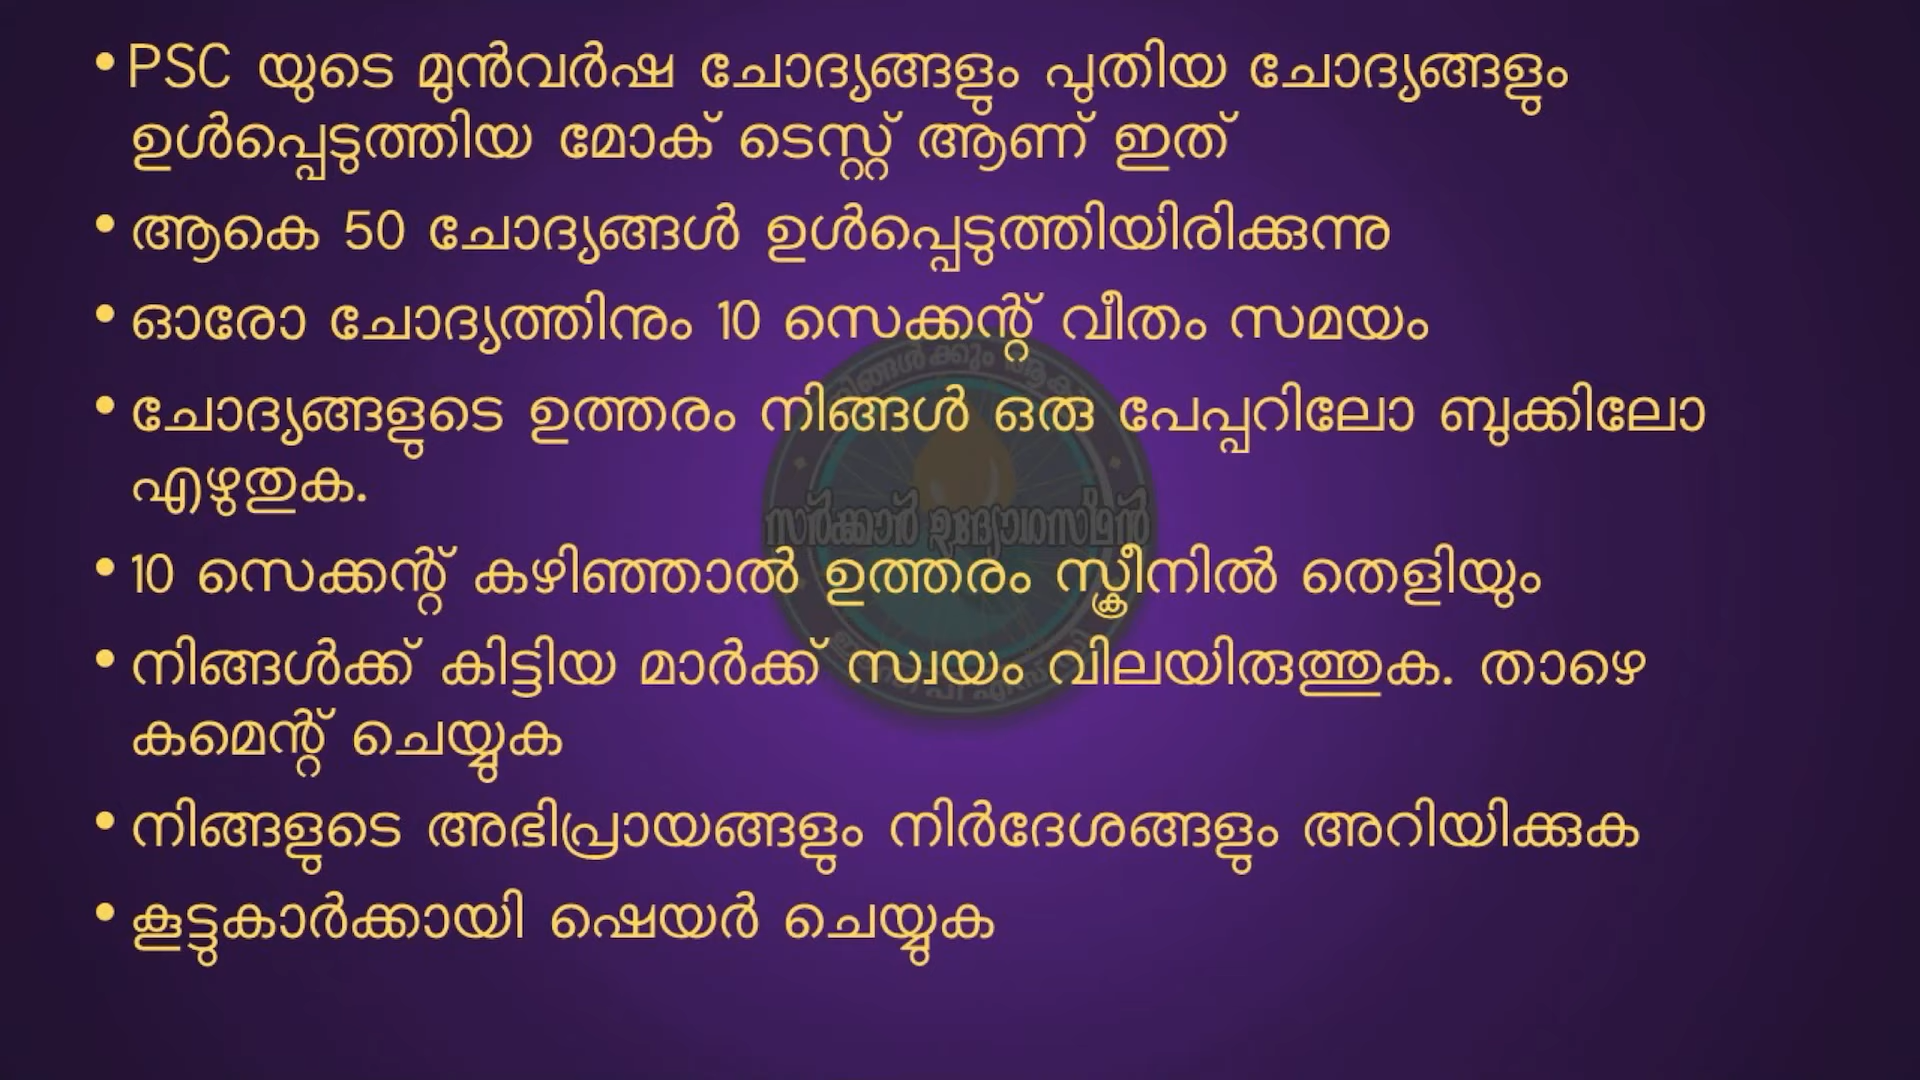 • PSC യുടെ മുൻവർഷ ചോദ്യങ്ങളും പുതിയ ചോദ്യങ്ങളും
ഉൾപ്പെടുത്തിയ മോക് ടെസ്റ്റ് ആണ് ഇത്
• ആകെ 50 ചോദ്യങ്ങൾ ഉൾപ്പെടുത്തിയിരിക്കുന്നു
• ഓരോ ചോദ്യത്തിനും 10 സെക്കന്റ് വീതം സമയം
• ചോദ്യങ്ങളുടെ ഉത്തരം നിങ്ങൾ ഒരു പേപ്പറിലോ ബുക്കിലോ
എഴുതുക.
• 10 സെക്കന്റ് കഴിഞ്ഞാൽ ഉത്തരം സ്ക്രീനിൽ തെളിയും
• നിങ്ങൾക്ക് കിട്ടിയ മാർക്ക് സ്വയം വിലയിരുത്തുക. താഴെ
കമെന്റ് ചെയ്യുക
• നിങ്ങളുടെ അഭിപ്രായങ്ങളും നിർദേശങ്ങളും അറിയിക്കുക
• കൂട്ടുകാർക്കായി ഷെയർ ചെയ്യുക